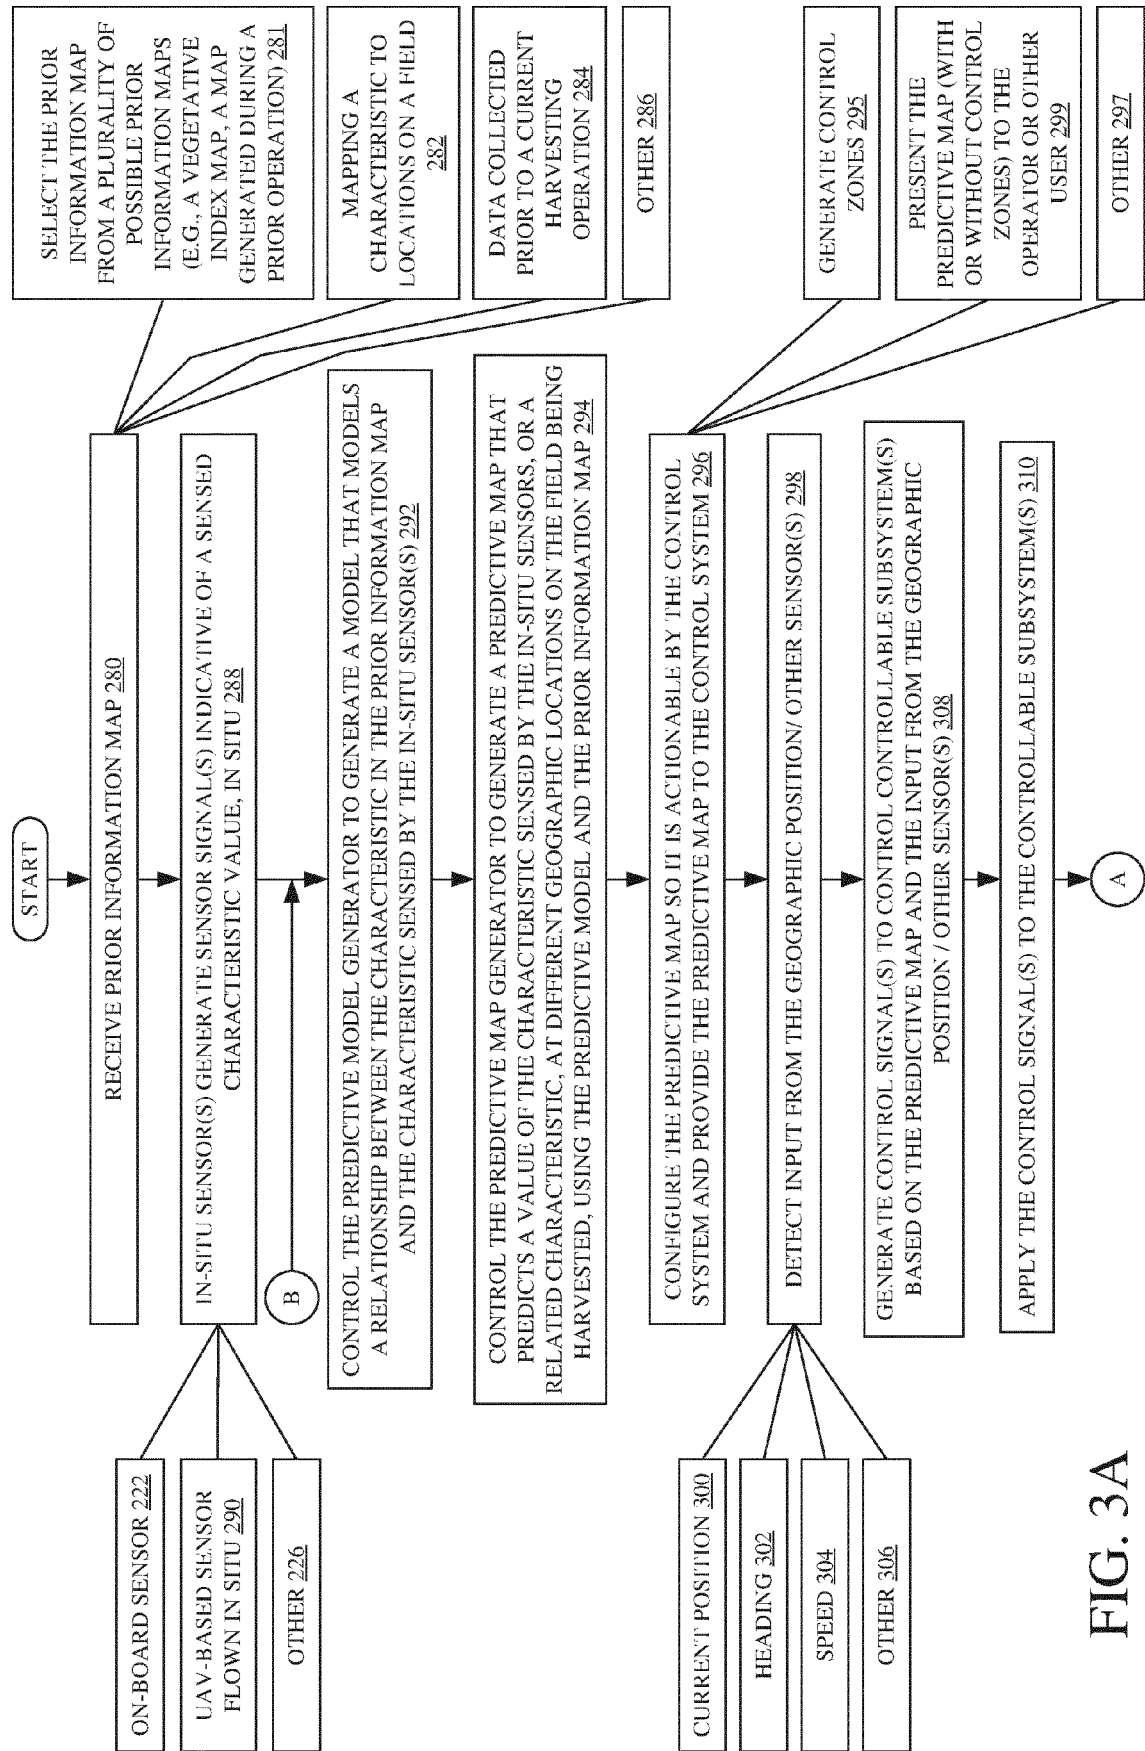 START
RECEIVE PRIOR INFORMATION MAP 280
SELECT THE PRIOR
INFORMATION MAP
FROM A PLURALITY OF
POSSIBLE PRIOR
INFORMATION MAPS
(E.G., A VEGETATIVE
INDEX MAP, A MAP
GENERATED DURING A
PRIOR OPERATION) 281
MAPPING A
CHARACTERISTIC TO
LOCATIONS ON A FIELD
282
DATA COLLECTED
PRIOR TO A CURRENT
HARVESTING
OPERATION 284
OTHER 286
IN-SITU SENSOR(S) GENERATE SENSOR SIGNAL(S) INDICATIVE OF A SENSED
CHARACTERISTIC VALUE, IN SITU 288
ON-BOARD SENSOR 222
UAV-BASED SENSOR
FLOWN IN SITU 290
OTHER 226
B
CONTROL THE PREDICTIVE MODEL GENERATOR TO GENERATE A MODEL THAT MODELS
A RELATIONSHIP BETWEEN THE CHARACTERISTIC IN THE PRIOR INFORMATION MAP
AND THE CHARACTERISTIC SENSED BY THE IN-SITU SENSOR(S) 292
CONTROL THE PREDICTIVE MAP GENERATOR TO GENERATE A PREDICTIVE MAP THAT
PREDICTS A VALUE OF THE CHARACTERISTIC SENSED BY THE IN-SITU SENSORS, OR A
RELATED CHARACTERISTIC, AT DIFFERENT GEOGRAPHIC LOCATIONS ON THE FIELD BEING
HARVESTED, USING THE PREDICTIVE MODEL AND THE PRIOR INFORMATION MAP 294
CONFIGURE THE PREDICTIVE MAP SO IT IS ACTIONABLE BY THE CONTROL
SYSTEM AND PROVIDE THE PREDICTIVE MAP TO THE CONTROL SYSTEM 296
GENERATE CONTROL
ZONES 295
PRESENT THE
PREDICTIVE MAP (WITH
OR WITHOUT CONTROL
ZONES) TO THE
OPERATOR OR OTHER
USER 299
OTHER 297
DETECT INPUT FROM THE GEOGRAPHIC POSITION/ OTHER SENSOR(S) 298
CURRENT POSITION 300
HEADING 302
SPEED 304
OTHER 306
GENERATE CONTROL SIGNAL(S) TO CONTROL CONTROLLABLE SUBSYSTEM(S)
BASED ON THE PREDICTIVE MAP AND THE INPUT FROM THE GEOGRAPHIC
POSITION / OTHER SENSOR(S) 308
APPLY THE CONTROL SIGNAL(S) TO THE CONTROLLABLE SUBSYSTEM(S) 310
A
FIG. 3A